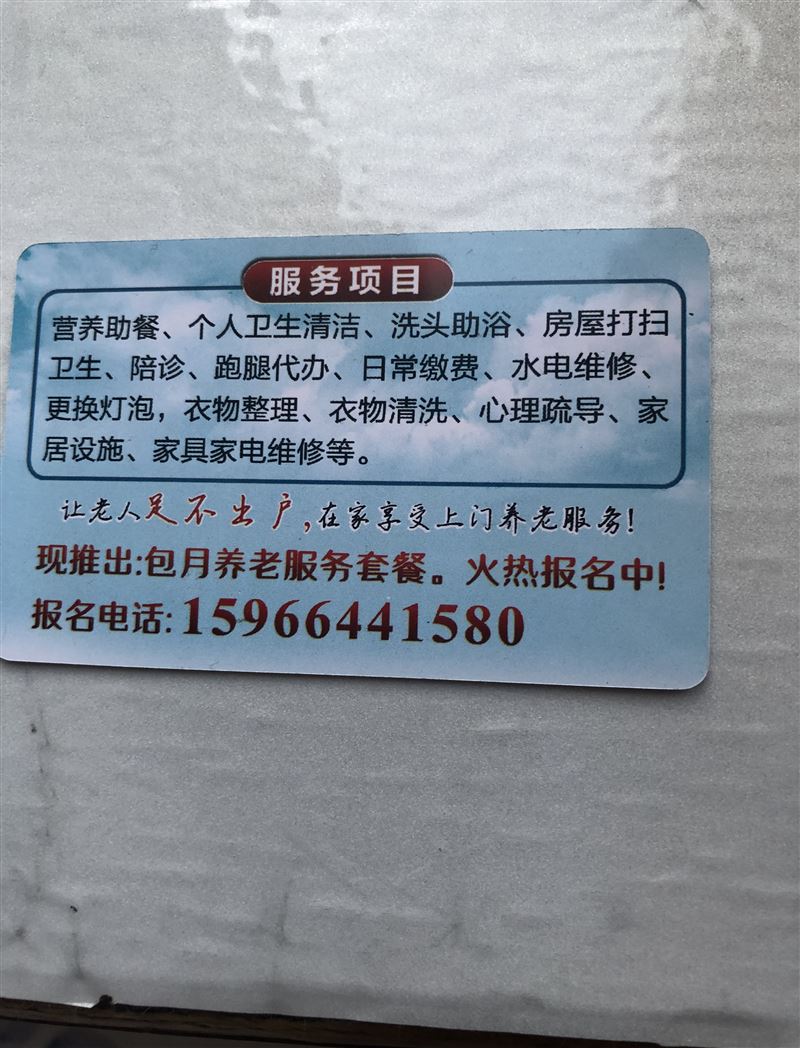 服务项目
营养助餐、个人卫生清洁、洗头助浴、房屋打扫
卫生、陪诊、跑腿代办、日常缴费、水电维修、
更换灯泡，衣物整理、衣物清洗、心理疏导、家
居设施、家具家电维修等。
让老人足不出户,在家享受上门养老服务!
现推出:包月养老服务套餐。火热报名中!
报名电话:15966441580